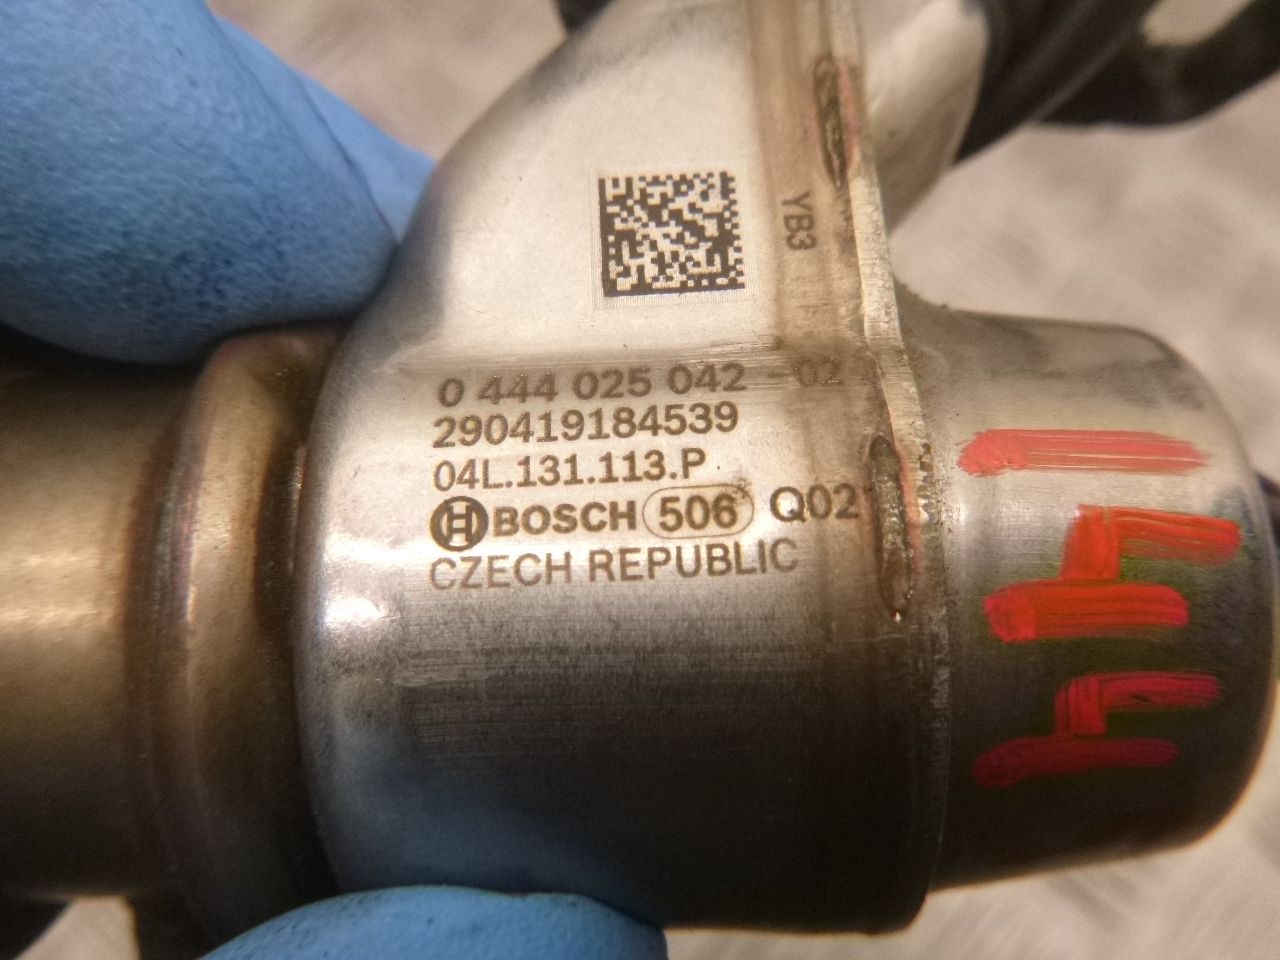 YB3
0 444 025 042 -02
290419184539
04L.131.113.P
BOSCH 506 Q02
CZECH REPUBLIC